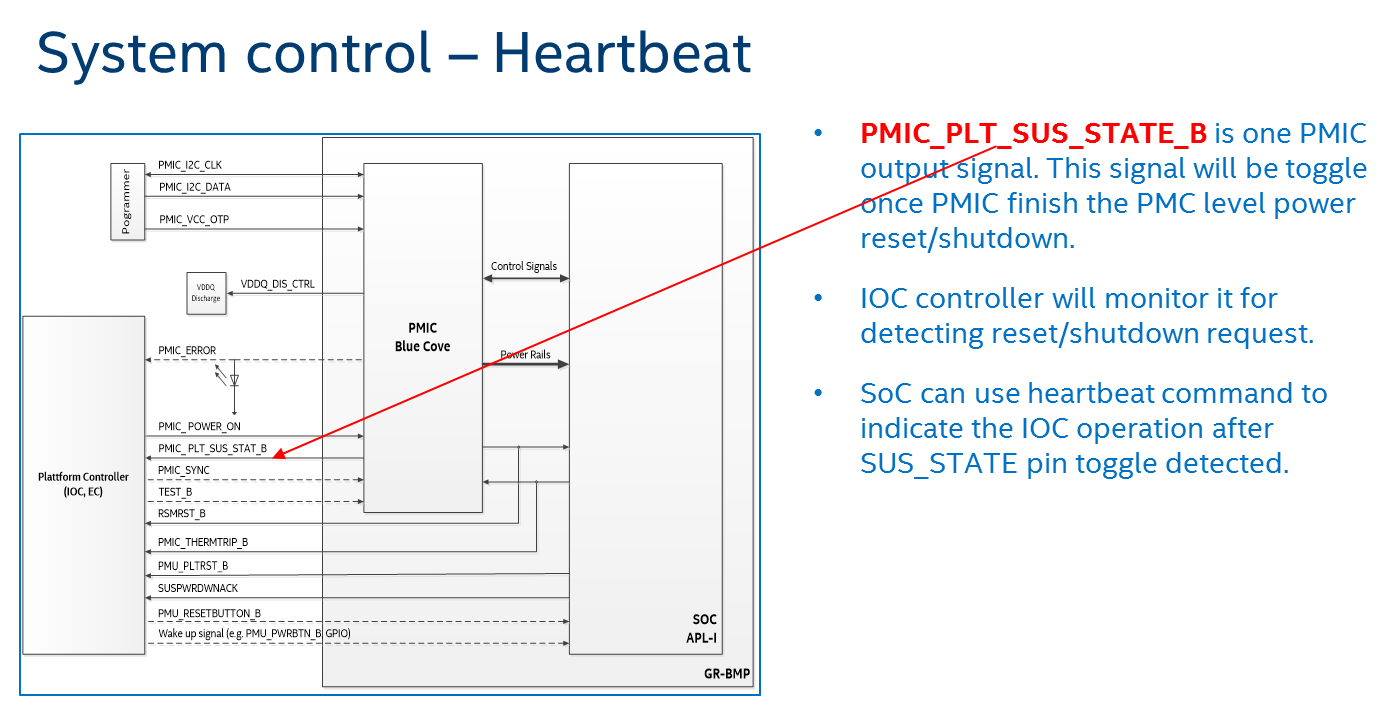 System control – Heartbeat
Pogrammer
PMIC_I2C_CLK
PMIC_I2C_DATA
PMIC_VCC_OTP
VDDQ
Discharge
VDDQ_DIS_CTRL
Control Signals
PMIC
Blue Cove
Power Rails
PMIC_ERROR
PMIC_POWER_ON
PMIC_PLT_SUS_STAT_B
PMIC_SYNC
TEST_B
RSMRST_B
PMIC_THERMTRIP_B
PMU_PLTRST_B
SUSPWRDWNACK
PMU_RESETBUTTON_B
Wake up signal (e.g. PMU_PWRBTN_B, GPIO)
Plattform Controller
(IOC, EC)
SOC
APL-I
GR-BMP
• PMIC_PLT_SUS_STATE_B is one PMIC
output signal. This signal will be toggle
once PMIC finish the PMC level power
reset/shutdown.
• IOC controller will monitor it for
detecting reset/shutdown request.
• SoC can use heartbeat command to
indicate the IOC operation after
SUS_STATE pin toggle detected.